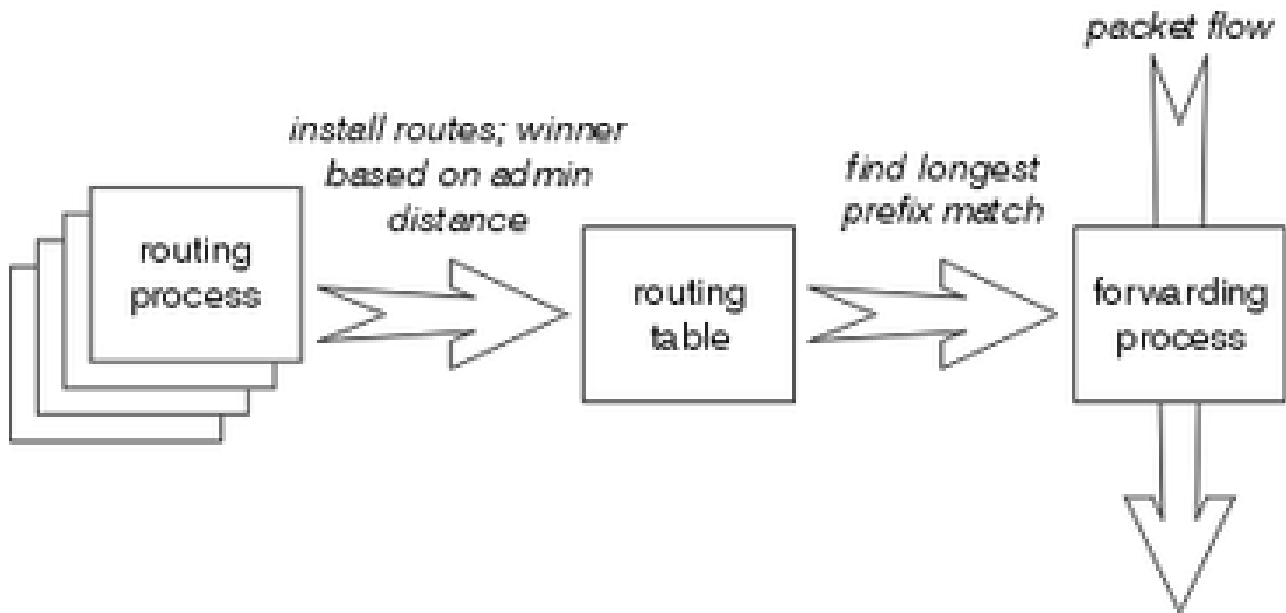 packet flow
install routes; winner
based on admin
distance
find longest
prefix match
routing
process
routing
table
forwarding
process